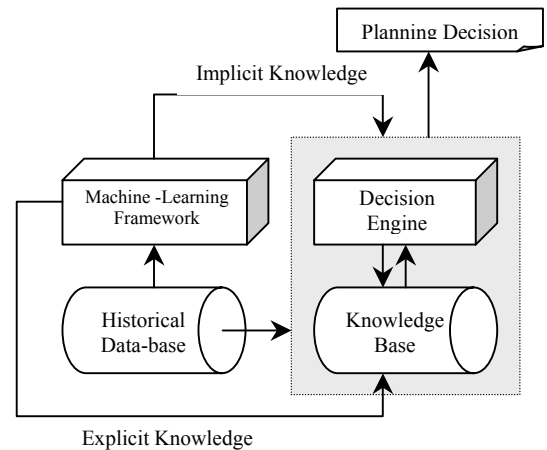 Planning Decision
Implicit Knowledge
Machine -Learning
Framework
Decision
Engine
Historical
Data-base
Knowledge
Base
Explicit Knowledge